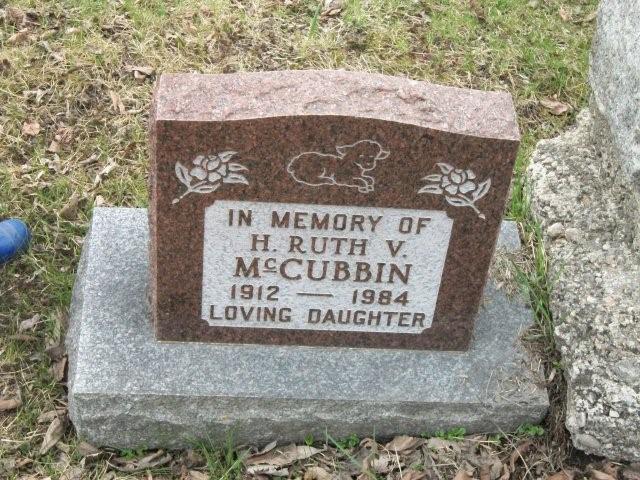 IN MEMORY OF
H. RUTH V.
McCUBBIN
1912 — 1984
LOVING DAUGHTER